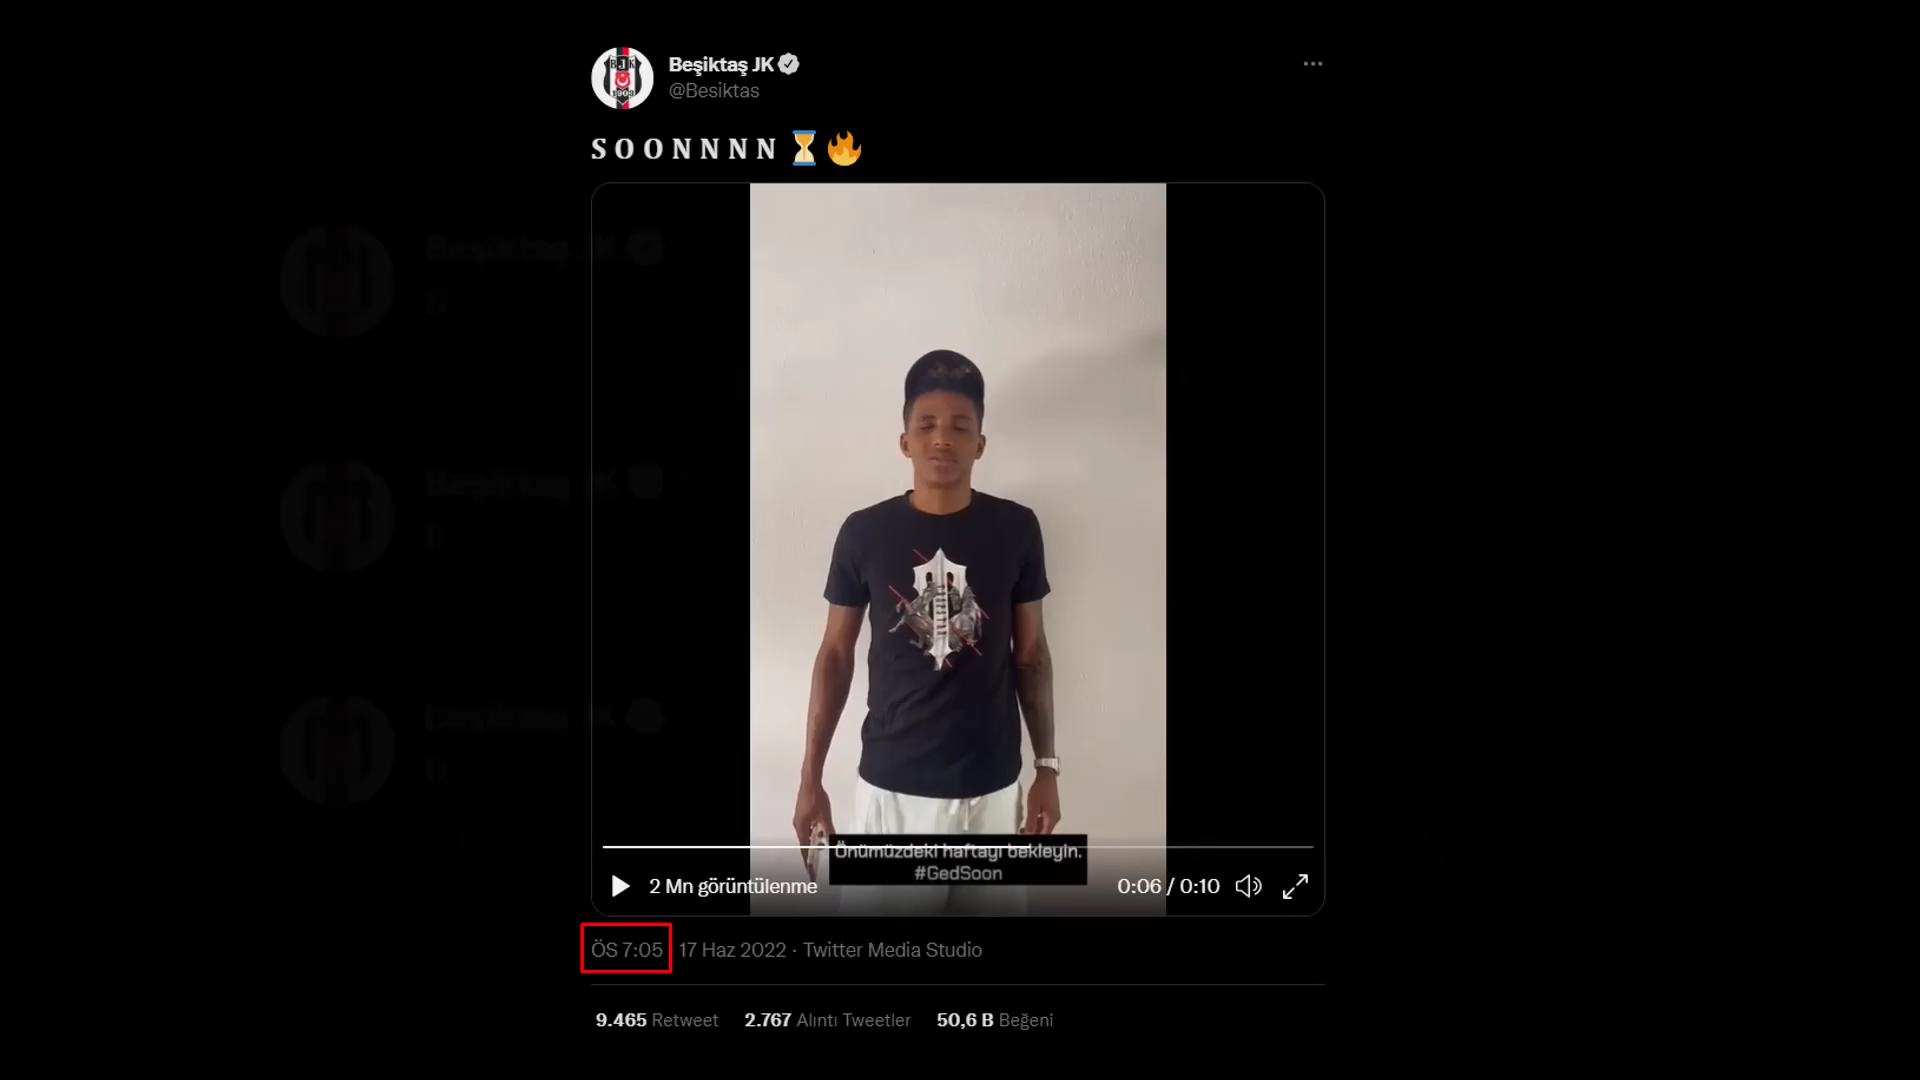 Beşiktaş JK
@Besiktas
S O O N N N N ⏳🔥
Önümüzdeki haftayı bekleyin.
#GedSoon
2 Mn görüntülenme
0:06 / 0:10
ÖS 7:05 17 Haz 2022 · Twitter Media Studio
9.465 Retweet 2.767 Alıntı Tweetler 50,6 B Beğeni